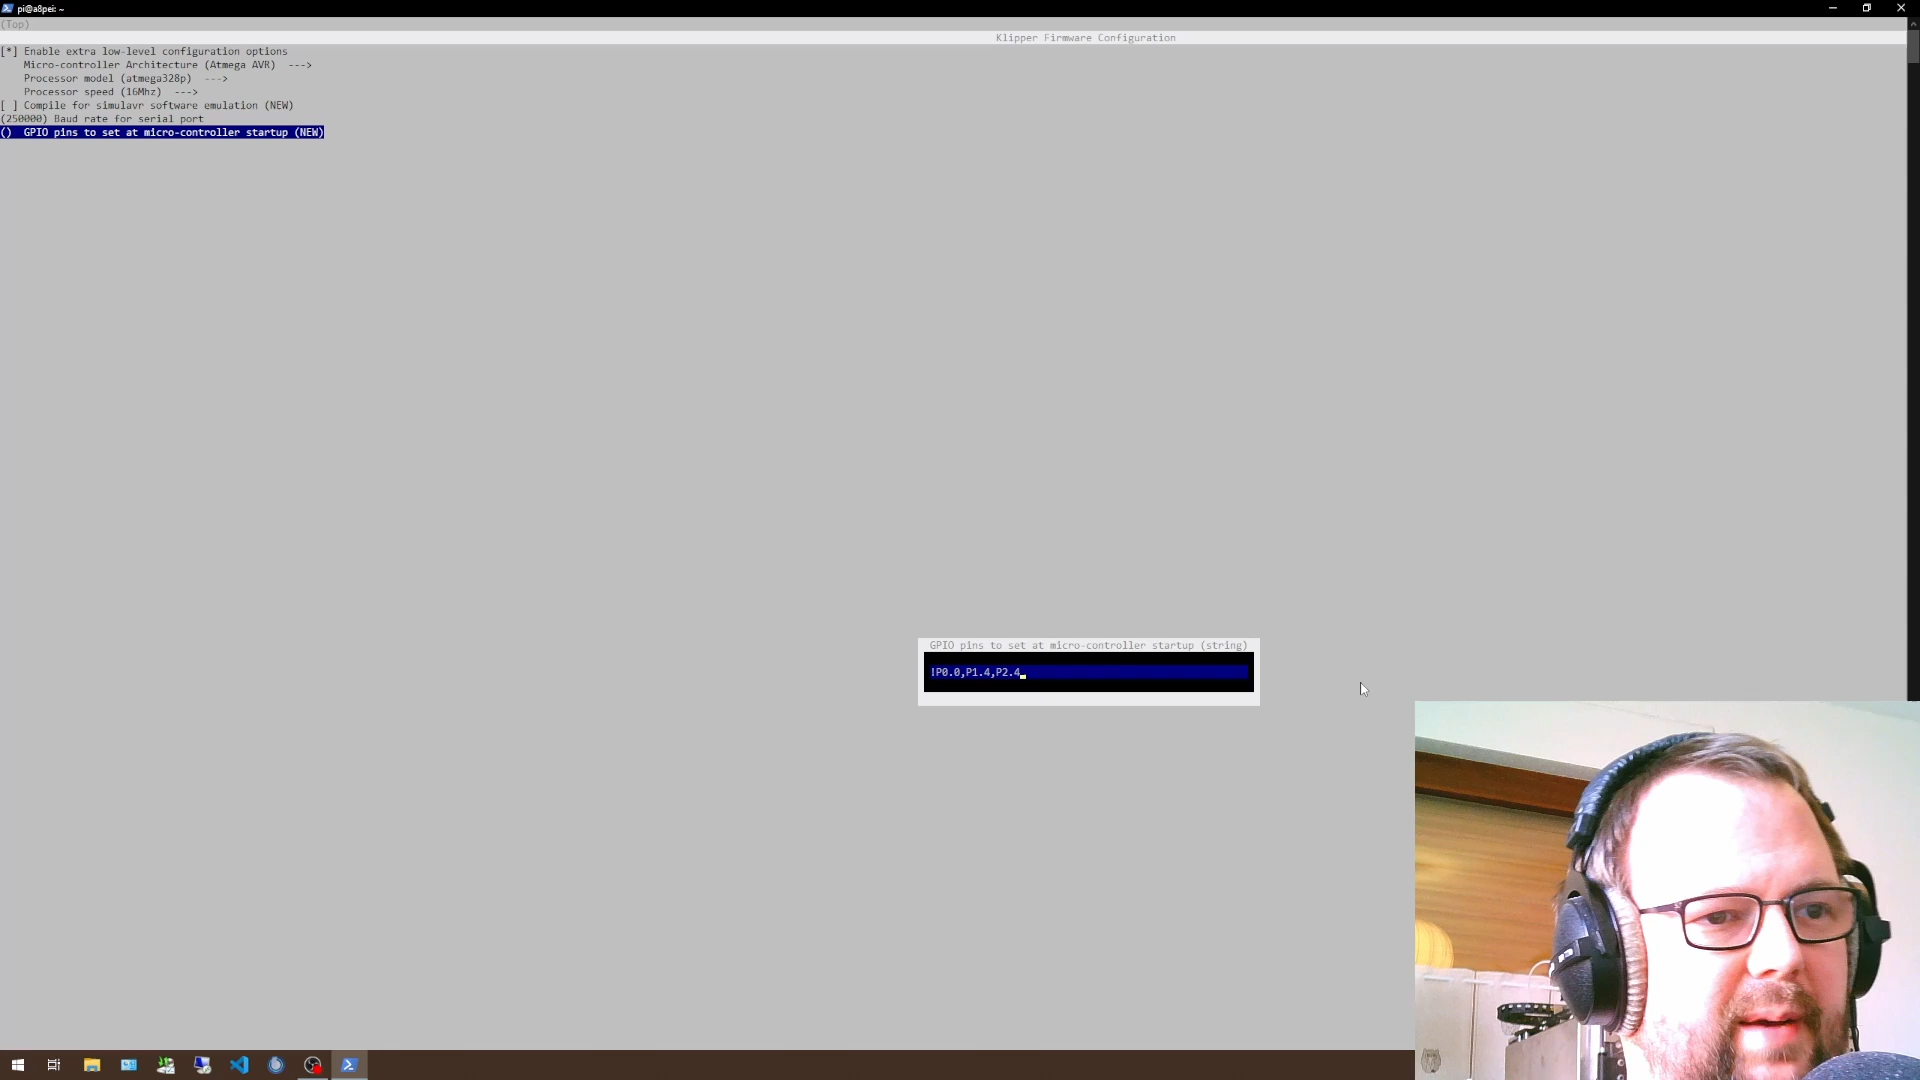 pi@a8pei: ~
(Top)
Klipper Firmware Configuration
[*] Enable extra low-level configuration options
Micro-controller Architecture (Atmega AVR) --->
Processor model (atmega328p) --->
Processor speed (16Mhz) --->
[ ] Compile for simulavr software emulation (NEW)
(250000) Baud rate for serial port
() GPIO pins to set at micro-controller startup (NEW)
GPIO pins to set at micro-controller startup (string)
!P0.0,P1.4,P2.4